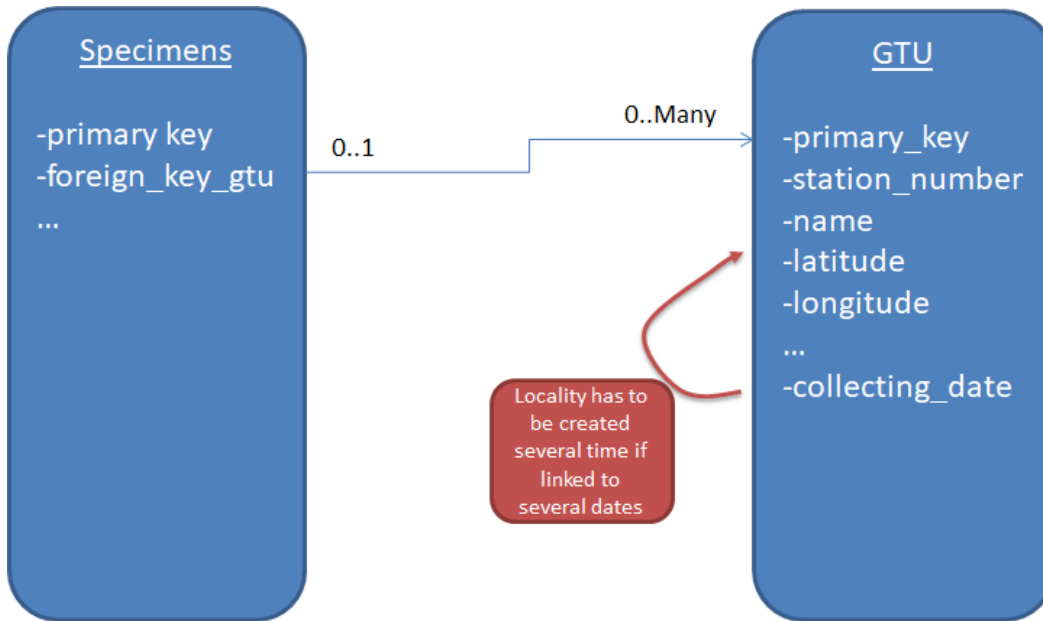 Specimens
-primary key
-foreign_key_gtu
...
0..1
0..Many
GTU
-primary_key
-station_number
-name
-latitude
-longitude
...
-collecting_date
Locality has to
be created
several time if
linked to
several dates